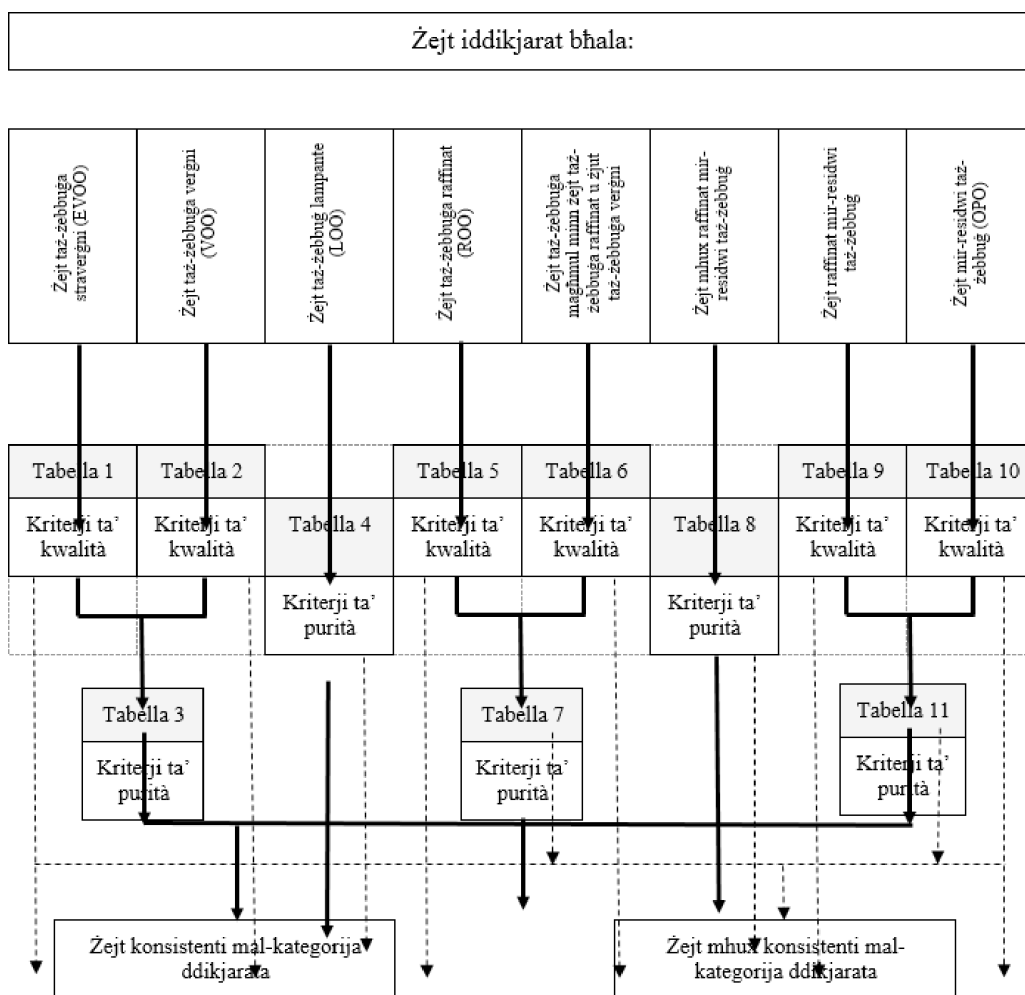 Żejt iddikjarat bħala:
Żejt taż-żebbuġa
straverġni (EVOO)
Żejt taż-żebbuġa verġni
(VOO)
Żejt taż-żebbuġ lampante
(LOO)
Żejt taż-żebbuġa raffinat
(ROO)
Żejt taż-żebbuġa
magħmul minn żejt taż-
żebbuġa raffinat u żjut
taż-żebbuġa verġni
Żejt mhux raffinat mir-
residwi taż-żebbuġ
Żejt raffinat mir-residwi
taż-żebbuġ
Żejt mir-residwi taż-
żebbuġ (OPO)
Tabella 1
Tabella 2
Tabella 5
Tabella 6
Tabella 9
Tabella 10
Kriterji ta’
kwalità
Kriterji ta’
kwalità
Tabella 4
Kriterji ta’
kwalità
Kriterji ta’
kwalità
Tabella 8
Kriterji ta’
kwalità
Kriterji ta’
kwalità
Kriterji ta’
purità
Kriterji ta’
purità
Tabella 3
Tabella 7
Tabella 11
Kriterji ta’
purità
Kriterji ta’
purità
Kriterji ta’
purità
Żejt konsistenti mal-kategorija
ddikjarata
Żejt mhux konsistenti mal-
kategorija ddikjarata